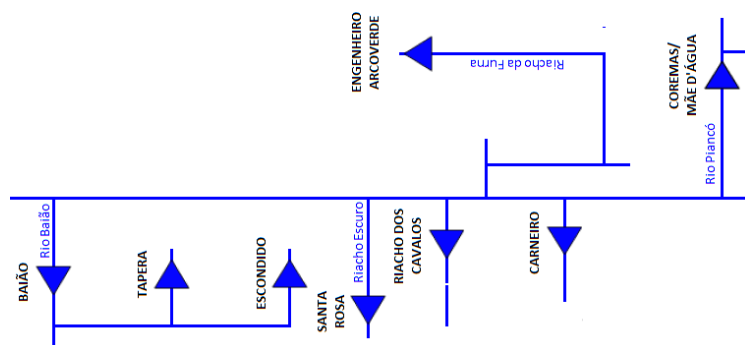 ENGENHEIRO
ARCOVERDE
Riacho da Furna
COREMAS/
MÃE D'ÁGUA
Rio Piancó
BAIÃO
Rio Baião
TAPERA
ESCONDIDO
SANTA
ROSA
Riacho Escuro
RIACHO DOS
CAVALOS
CARNEIRO